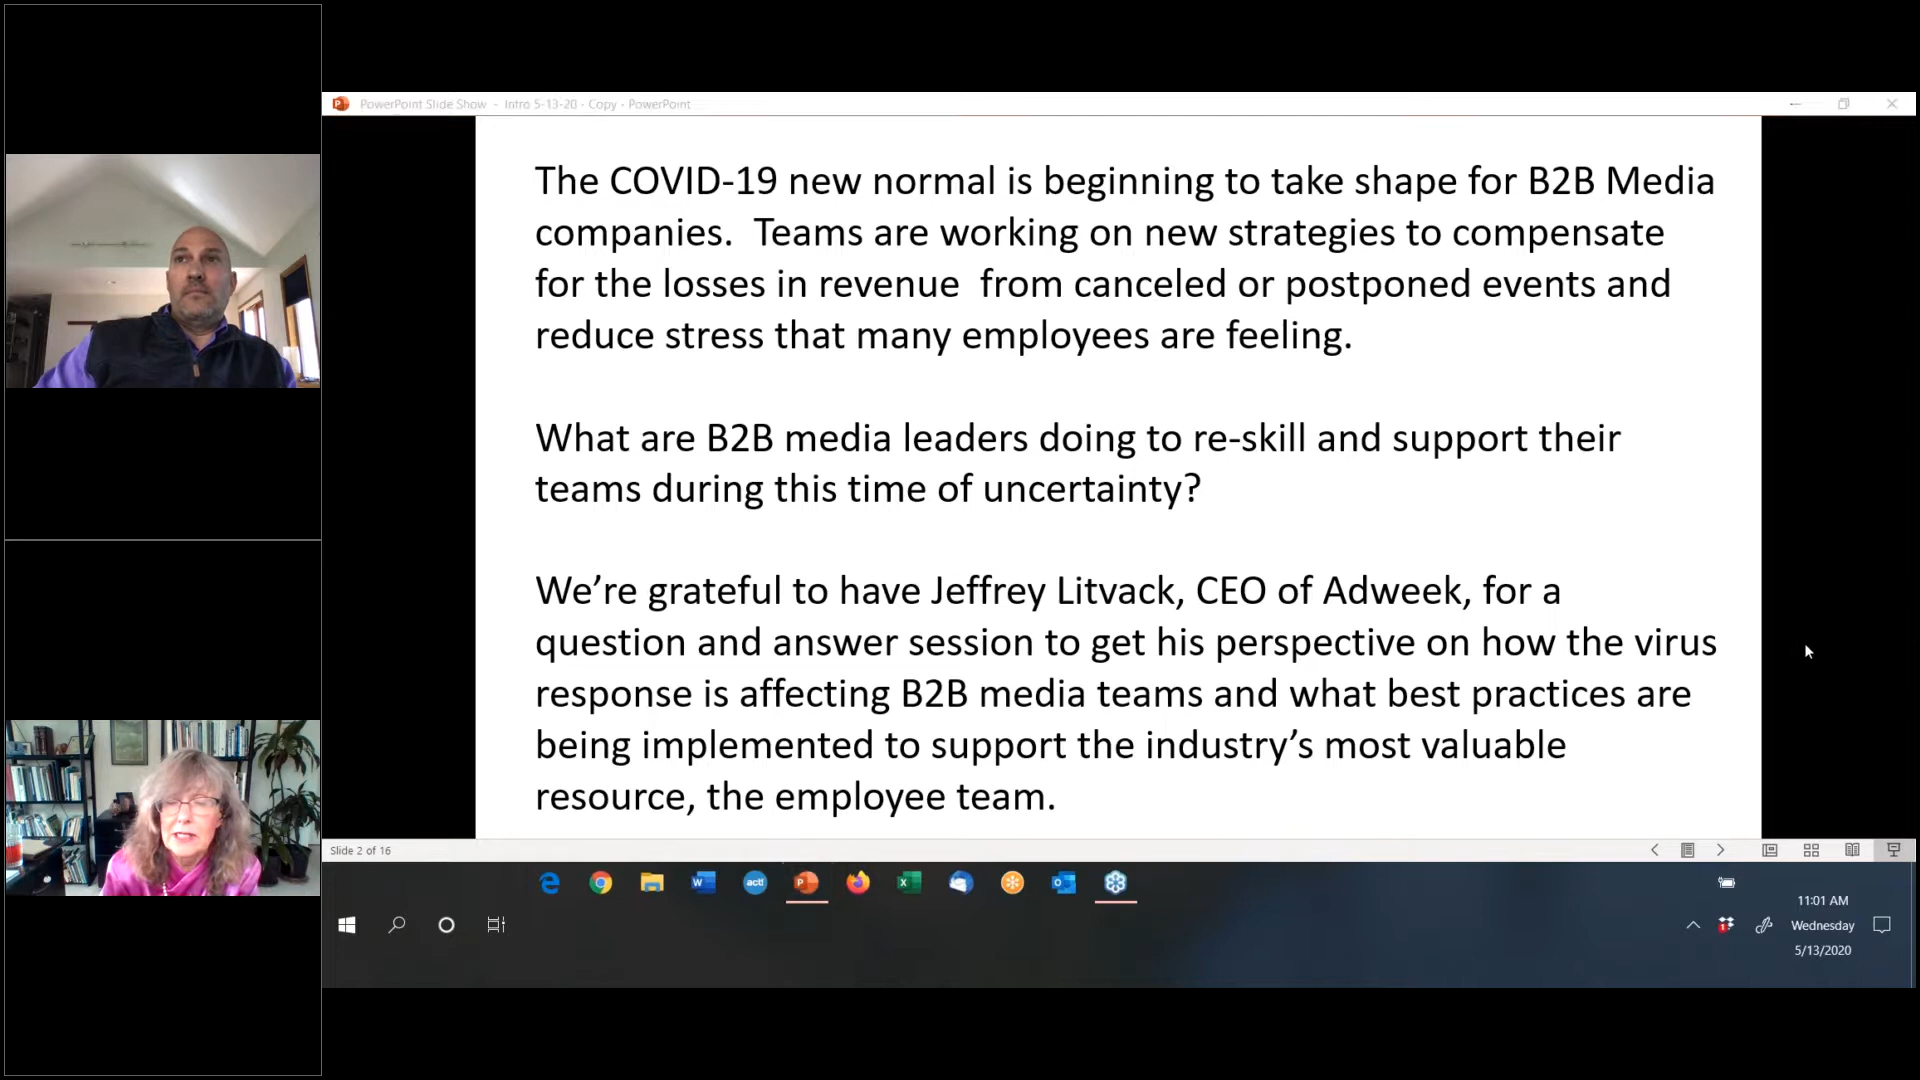 PowerPoint Slide Show - Intro 5-13-20 - Copy - PowerPoint
The COVID-19 new normal is beginning to take shape for B2B Media
companies.  Teams are working on new strategies to compensate
for the losses in revenue  from canceled or postponed events and
reduce stress that many employees are feeling.
What are B2B media leaders doing to re-skill and support their
teams during this time of uncertainty?
We’re grateful to have Jeffrey Litvack, CEO of Adweek, for a
question and answer session to get his perspective on how the virus
response is affecting B2B media teams and what best practices are
being implemented to support the industry’s most valuable
resource, the employee team.
Slide 2 of 16
act!
11:01 AM
Wednesday
5/13/2020